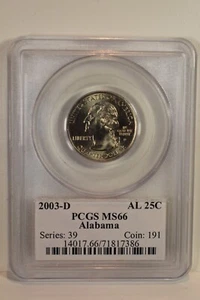 LIBERTY
2003-D AL 25C
PCGS MS66
Alabama
Series: 39 Coin: 191
14017.66/71817386